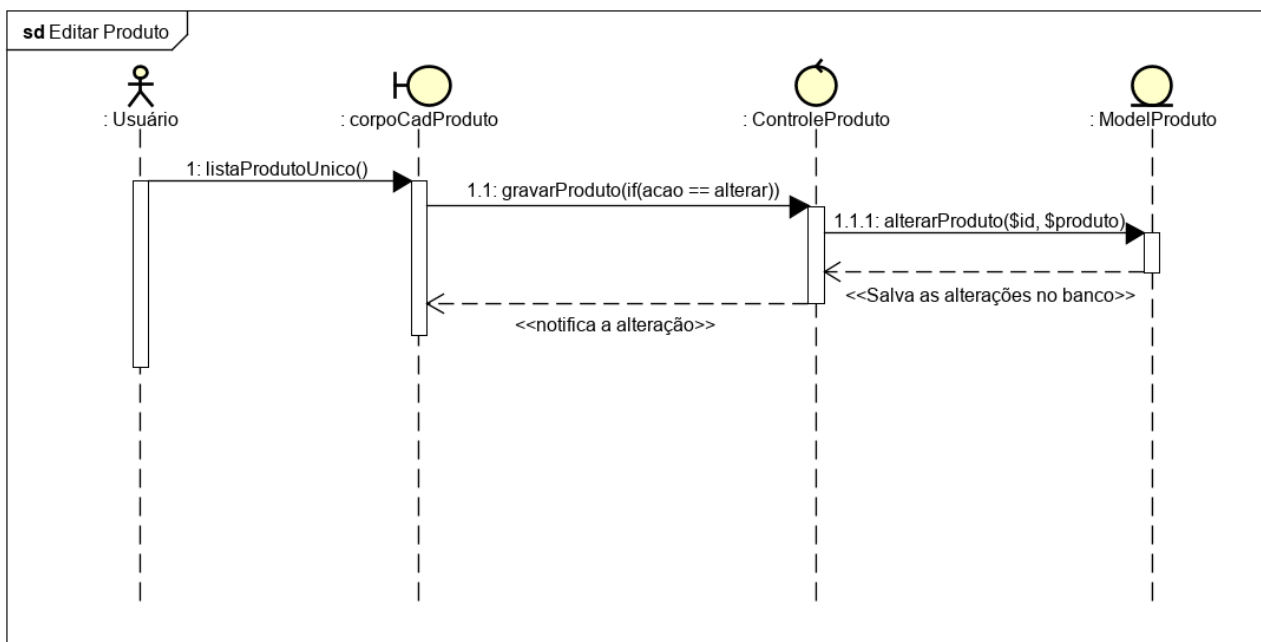 sd Editar Produto
: Usuário
: corpoCadProduto
: ControleProduto
: ModelProduto
1: listaProdutoUnico()
1.1: gravarProduto(if(acao == alterar))
1.1.1: alterarProduto($id, $produto)
<<Salva as alterações no banco>>
<<notifica a alteração>>